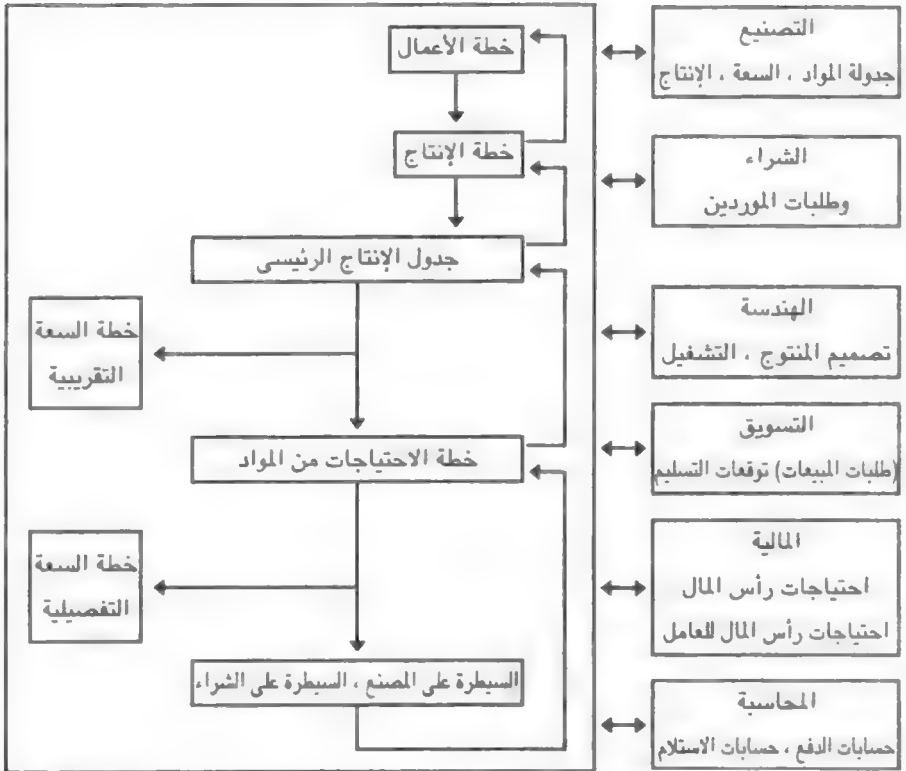 خطة الأعمال
خطة الإنتاج
جدول الإنتاج الرئيسى
خطة السعة
التقريبية
خطة الاحتياجات من المواد
خطة السعة
التفصيلية
السيطرة على المصنع ، السيطرة على الشراء
التصنيع
جدولة المواد ، السعة ، الإنتاج
الشراء
وطلبات الموردين
الهندسة
تصميم المنتوج ، التشغيل
التسويق
(طلبات المبيعات) توقعات التسليم
المالية
احتياجات رأس المال
احتياجات رأس المال للعامل
المحاسبة
حسابات الدفع ، حسابات الاستلام